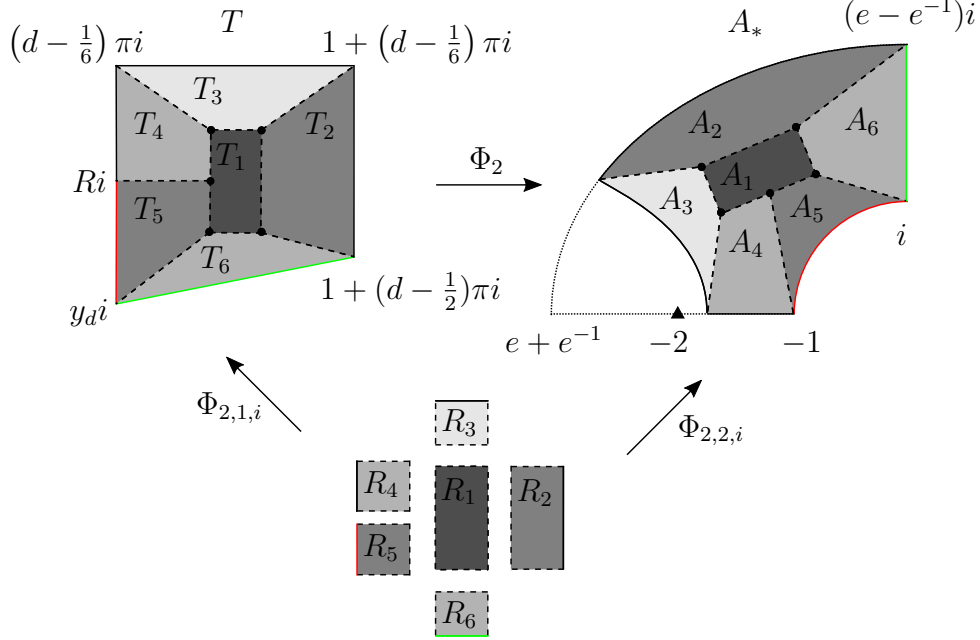 T
A_*
(d − 1/6) πi
1 + (d − 1/6)πi
(e − e^{-1})i
T_3
T_4
T_1
T_2
A_2
A_6
Φ_2
A_1
Ri
T_5
A_3
A_5
T_6
A_4
i
y_d i
1 + (d − 1/2)πi
e + e^{-1}
−2
−1
Φ_{2,1,i}
Φ_{2,2,i}
R_3
R_4
R_1
R_2
R_5
R_6